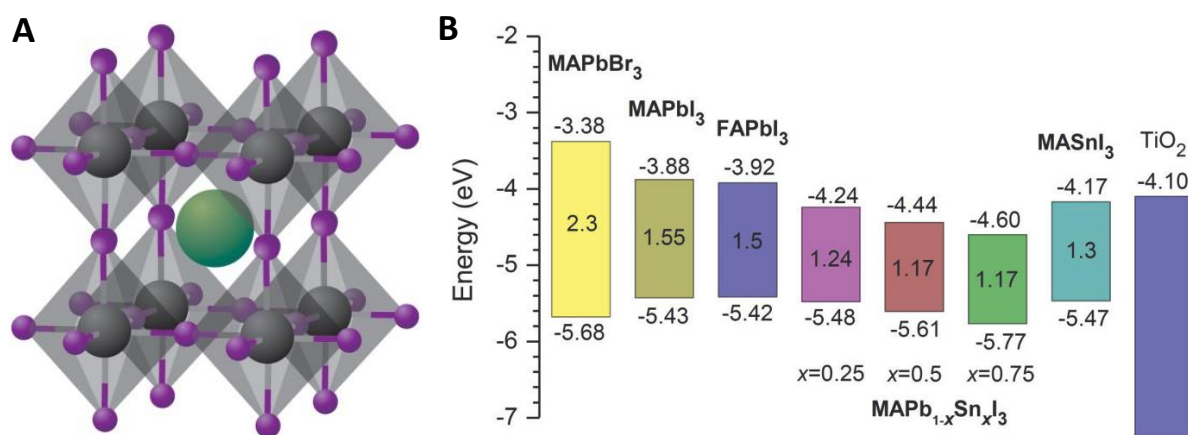 A
B
Energy (eV)
-2
-3
-4
-5
-6
-7
MAPbBr₃
-3.38
2.3
-5.68
MAPbI₃
-3.88
1.55
-5.43
FAPbI₃
-3.92
1.5
-5.42
-4.24
1.24
-5.48
x=0.25
-4.44
1.17
-5.61
x=0.5
-4.60
1.17
-5.77
x=0.75
MAPb₁₋ₓSnₓI₃
MASnI₃
-4.17
1.3
-5.47
TiO₂
-4.10